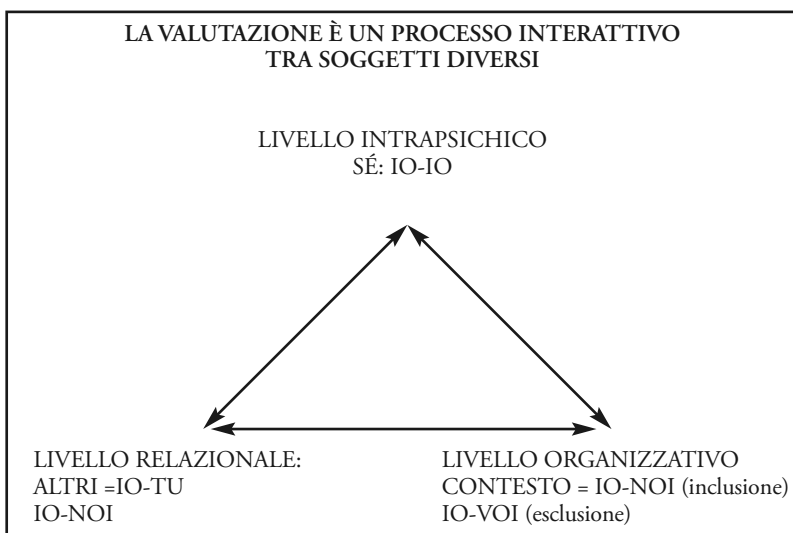 LA VALUTAZIONE È UN PROCESSO INTERATTIVO
TRA SOGGETTI DIVERSI
LIVELLO INTRAPSICHICO
SÉ: IO-IO
LIVELLO RELAZIONALE:
ALTRI =IO-TU
IO-NOI
LIVELLO ORGANIZZATIVO
CONTESTO = IO-NOI (inclusione)
IO-VOI (esclusione)